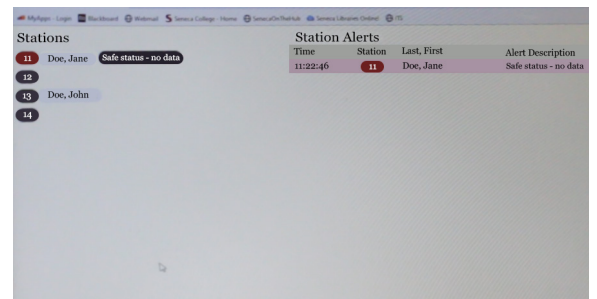 MyApps - Login Blackboard Webmail Seneca College - Home SenecaOnTheHub Seneca Libraries Online! ITS
Stations
11 Doe, Jane Safe status - no data
12
13 Doe, John
14
Station Alerts
Time Station Last, First Alert Description
11:22:46 11 Doe, Jane Safe status - no data